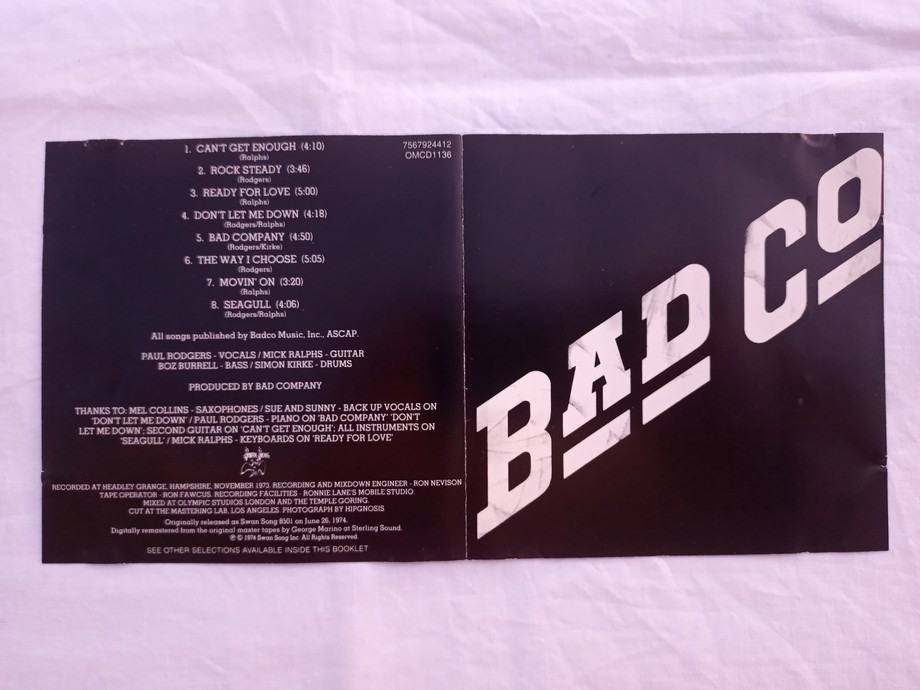 1. CAN'T GET ENOUGH (4:10)
(Ralphs)
2. ROCK STEADY (3:46)
(Rodgers)
3. READY FOR LOVE (5:00)
(Ralphs)
4. DON'T LET ME DOWN (4:18)
(Rodgers/Ralphs)
5. BAD COMPANY (4:50)
(Rodgers/Kirke)
6. THE WAY I CHOOSE (5:05)
(Rodgers)
7. MOVIN' ON (3:20)
(Ralphs)
8. SEAGULL (4:06)
(Rodgers/Ralphs)
7567924412
OMCD1136
All songs published by Badco Music, Inc., ASCAP.
PAUL RODGERS - VOCALS / MICK RALPHS - GUITAR
BOZ BURRELL - BASS / SIMON KIRKE - DRUMS
PRODUCED BY BAD COMPANY
THANKS TO: MEL COLLINS - SAXOPHONES / SUE AND SUNNY - BACK UP VOCALS ON
'DON'T LET ME DOWN' / PAUL RODGERS - PIANO ON 'BAD COMPANY' 'DON'T
LET ME DOWN'; SECOND GUITAR ON 'CAN'T GET ENOUGH'; ALL INSTRUMENTS ON
'SEAGULL' / MICK RALPHS - KEYBOARDS ON 'READY FOR LOVE'
RECORDED AT HEADLEY GRANGE, HAMPSHIRE, NOVEMBER 1973. RECORDING AND MIXDOWN ENGINEER - RON NEVISON
TAPE OPERATOR - RON FAWCUS. RECORDING FACILITIES - RONNIE LANE'S MOBILE STUDIO.
MIXED AT OLYMPIC STUDIOS LONDON AND THE TEMPLE GORING.
CUT AT THE MASTERING LAB. LOS ANGELES. PHOTOGRAPH BY HIPGNOSIS
Originally released as Swan Song 8501 on June 26, 1974.
Digitally remastered from the original master tapes by George Marino at Sterling Sound.
℗ © 1974 Swan Song Inc. All Rights Reserved.
SEE OTHER SELECTIONS AVAILABLE INSIDE THIS BOOKLET
BAD CO